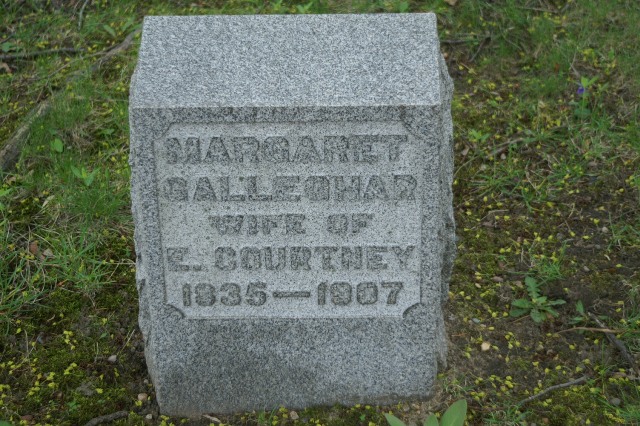 MARGARET
GALLEGHAR
WIFE OF
E. COURTNEY
1835—1907